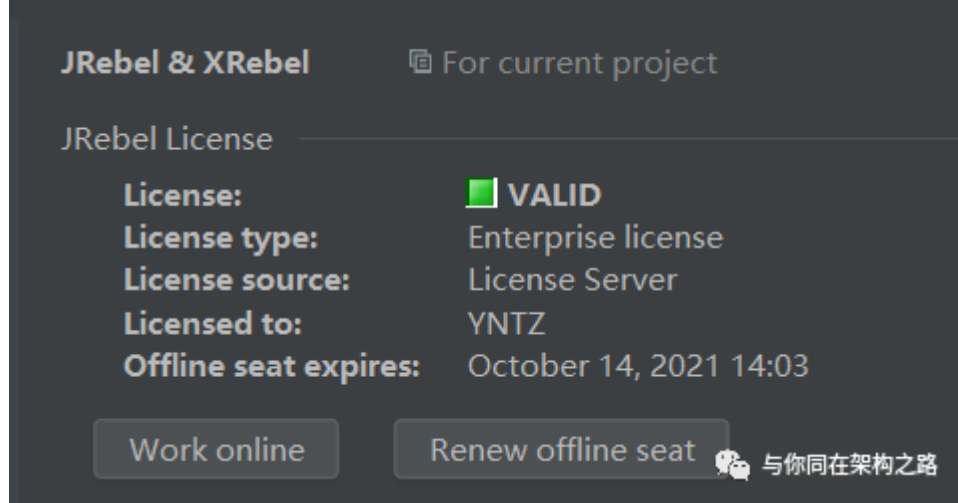 JRebel & XRebel For current project
JRebel License
License: VALID
License type: Enterprise license
License source: License Server
Licensed to: YNTZ
Offline seat expires: October 14, 2021 14:03
Work online Renew offline seat
与你同在架构之路